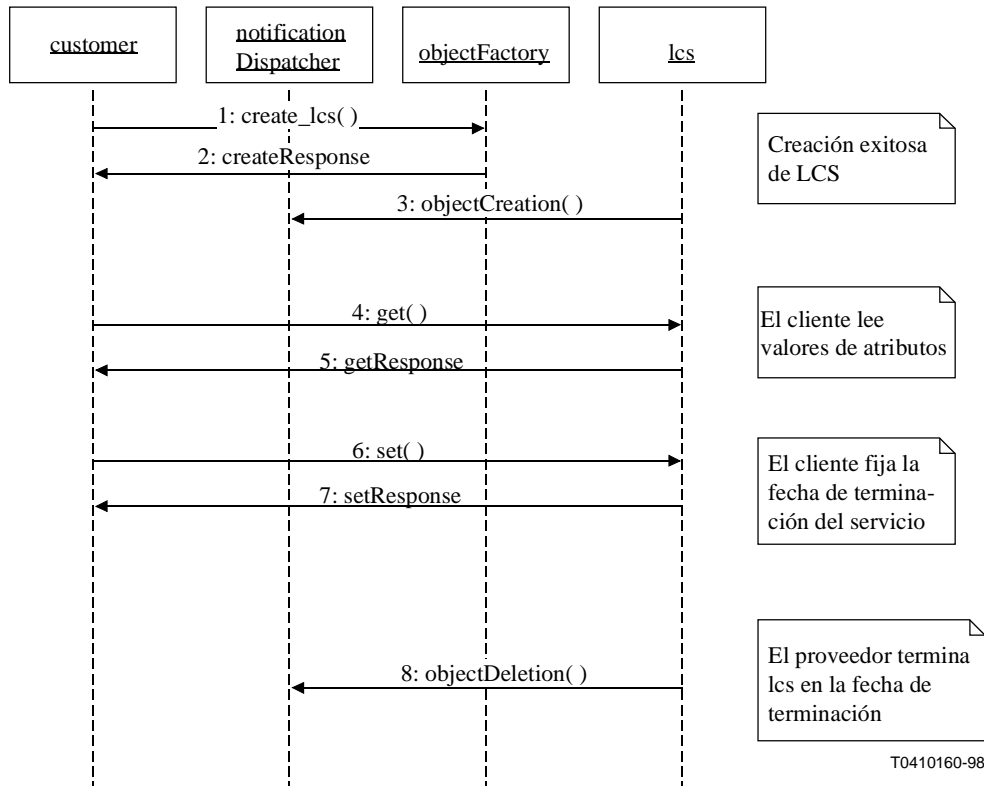 customer
notification
Dispatcher
objectFactory
lcs
1: create_lcs( )
2: createResponse
3: objectCreation( )
Creación exitosa
de LCS
4: get( )
5: getResponse
El cliente lee
valores de atributos
6: set( )
7: setResponse
El cliente fija la
fecha de termina-
ción del servicio
8: objectDeletion( )
El proveedor termina
lcs en la fecha de
terminación
T0410160-98